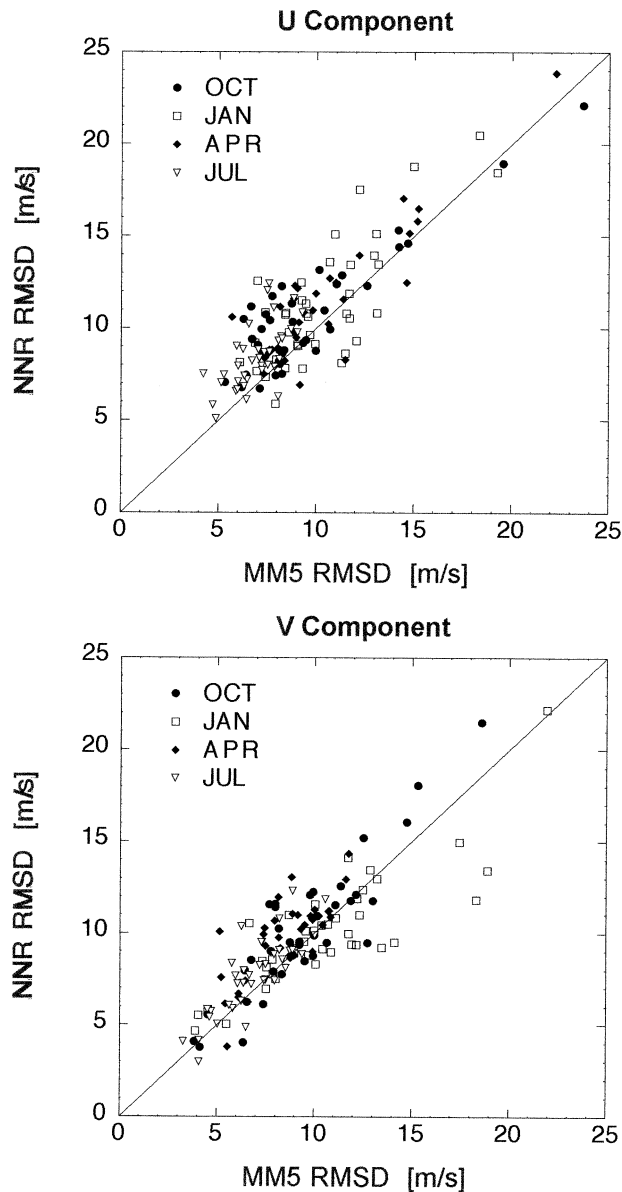 U Component
25
20
15
10
5
0
NNR RMSD [m/s]
OCT
JAN
APR
JUL
0 5 10 15 20 25
MM5 RMSD [m/s]
V Component
25
20
15
10
5
0
NNR RMSD [m/s]
OCT
JAN
APR
JUL
0 5 10 15 20 25
MM5 RMSD [m/s]